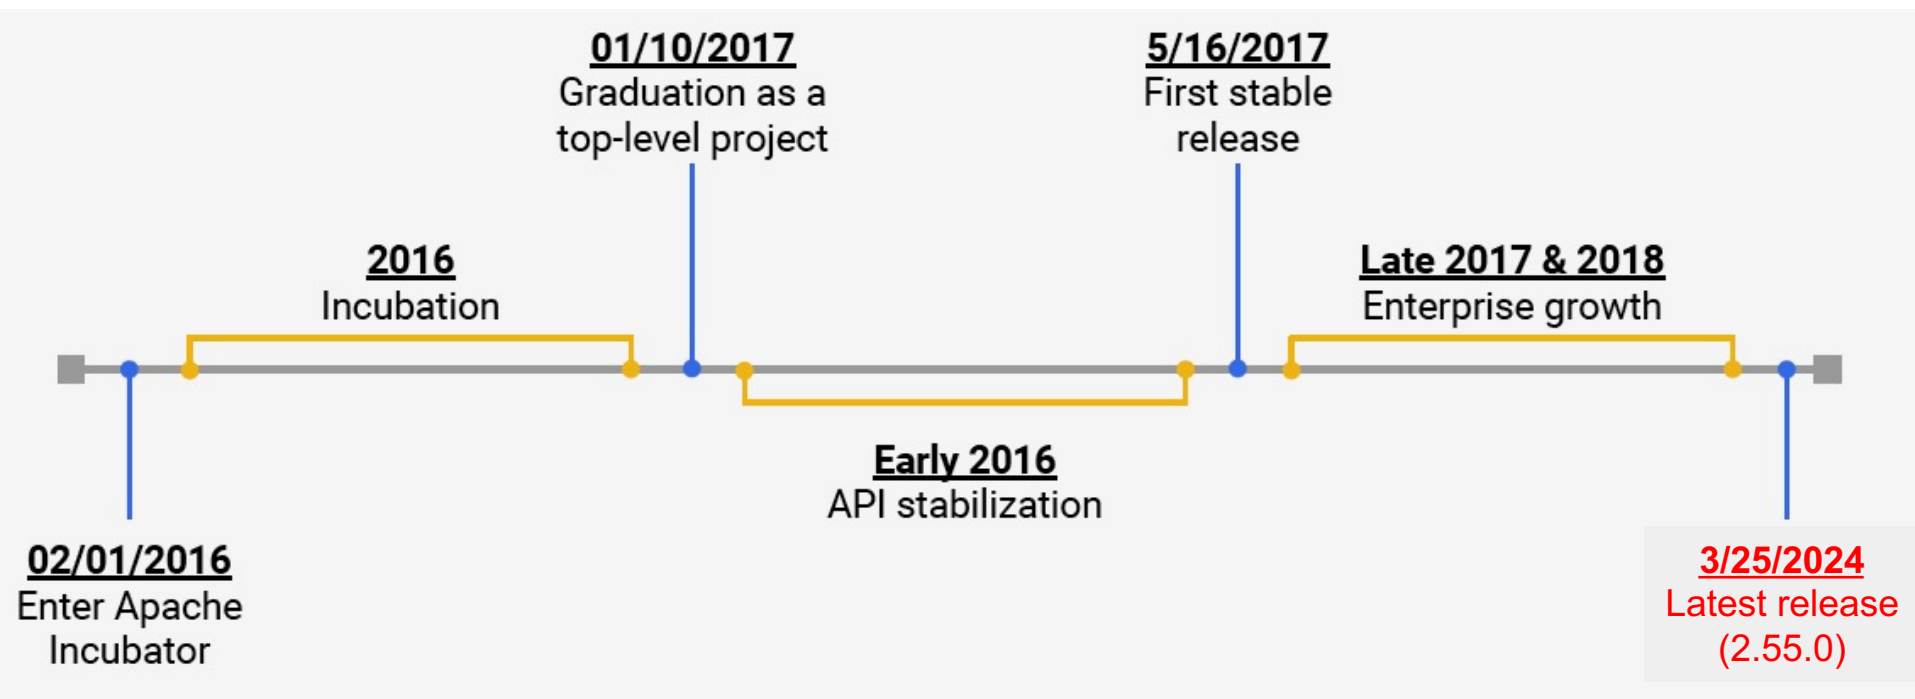 01/10/2017
Graduation as a
top-level project
5/16/2017
First stable
release
2016
Incubation
Late 2017 & 2018
Enterprise growth
Early 2016
API stabilization
02/01/2016
Enter Apache
Incubator
3/25/2024
Latest release
(2.55.0)